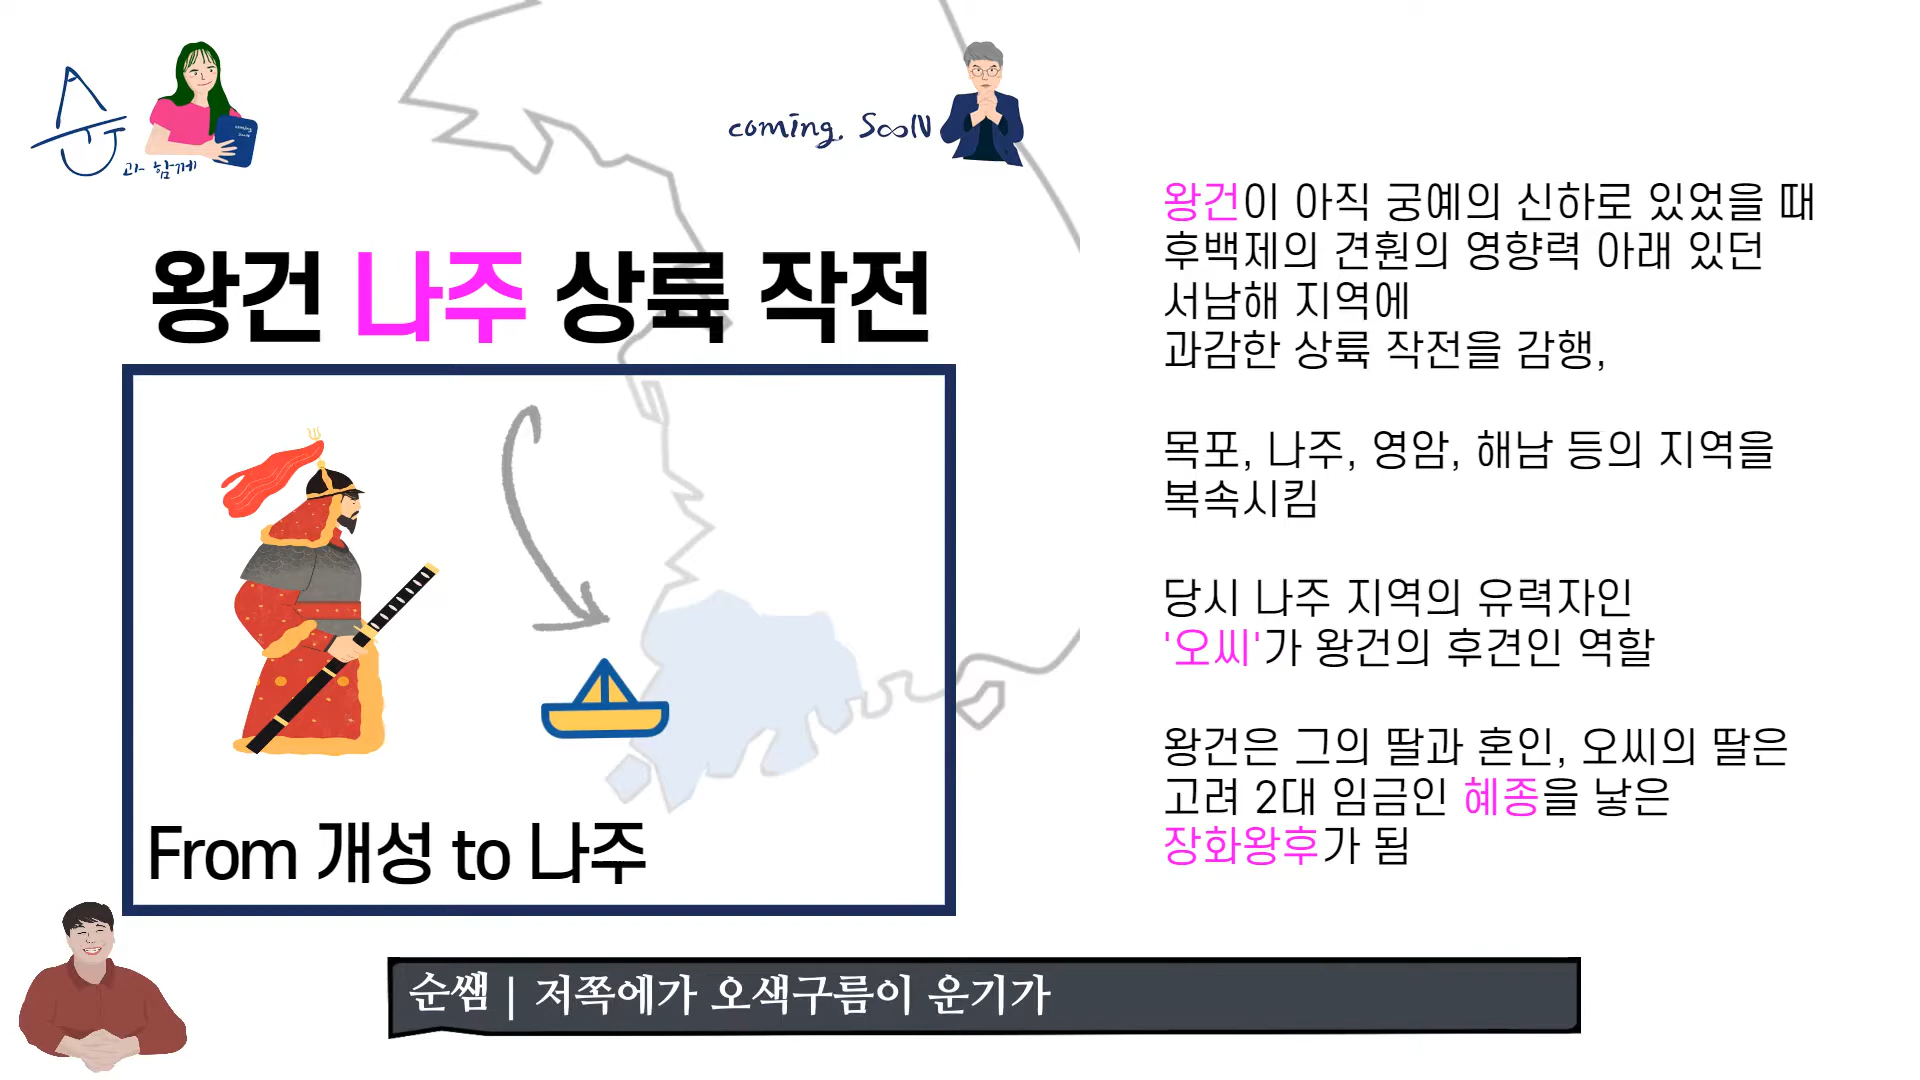 과 함께
coming. SOON
coming.
SOON
왕건 나주 상륙 작전
From 개성 to 나주
왕건이 아직 궁예의 신하로 있었을 때
후백제의 견훤의 영향력 아래 있던
서남해 지역에
과감한 상륙 작전을 감행,
목포, 나주, 영암, 해남 등의 지역을
복속시킴
당시 나주 지역의 유력자인
'오씨'가 왕건의 후견인 역할
왕건은 그의 딸과 혼인, 오씨의 딸은
고려 2대 임금인 혜종을 낳은
장화왕후가 됨
순쌤 | 저쪽에가 오색구름이 운기가